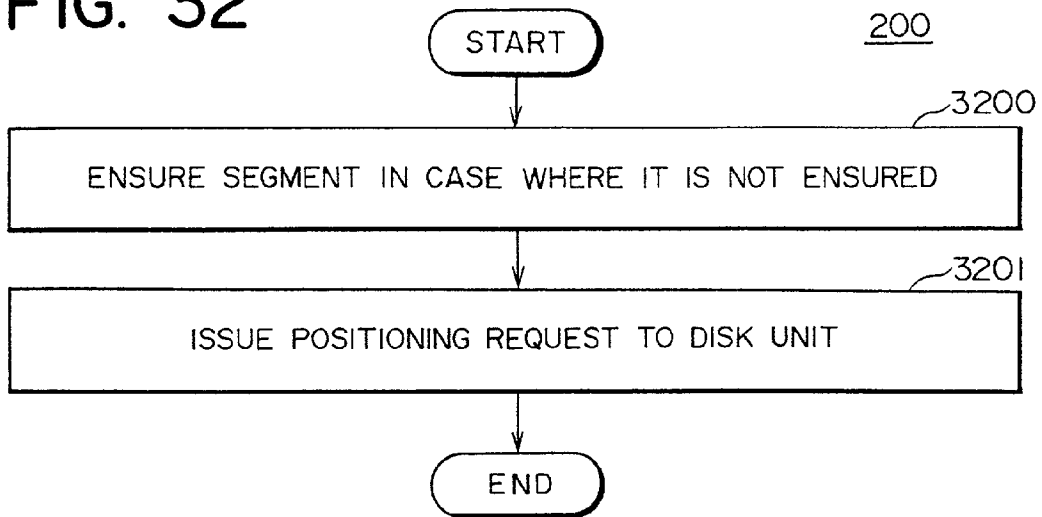 FIG. 32
START
200
3200
ENSURE SEGMENT IN CASE WHERE IT IS NOT ENSURED
3201
ISSUE POSITIONING REQUEST TO DISK UNIT
END